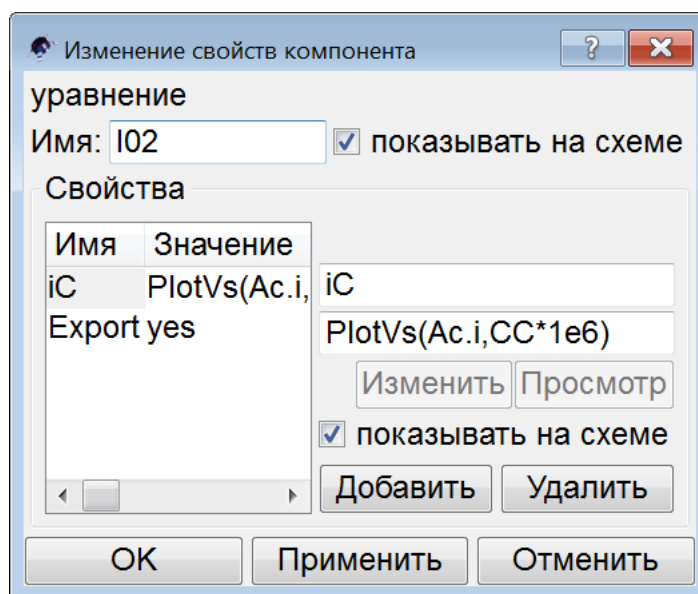 Изменение свойств компонента
уравнение
Имя: I02 показывать на схеме
Свойства
Имя Значение
iC PlotVs(Ac.i, iC
Export yes PlotVs(Ac.i,CC*1e6)
Изменить Просмотр
показывать на схеме
Добавить Удалить
OK Применить Отменить